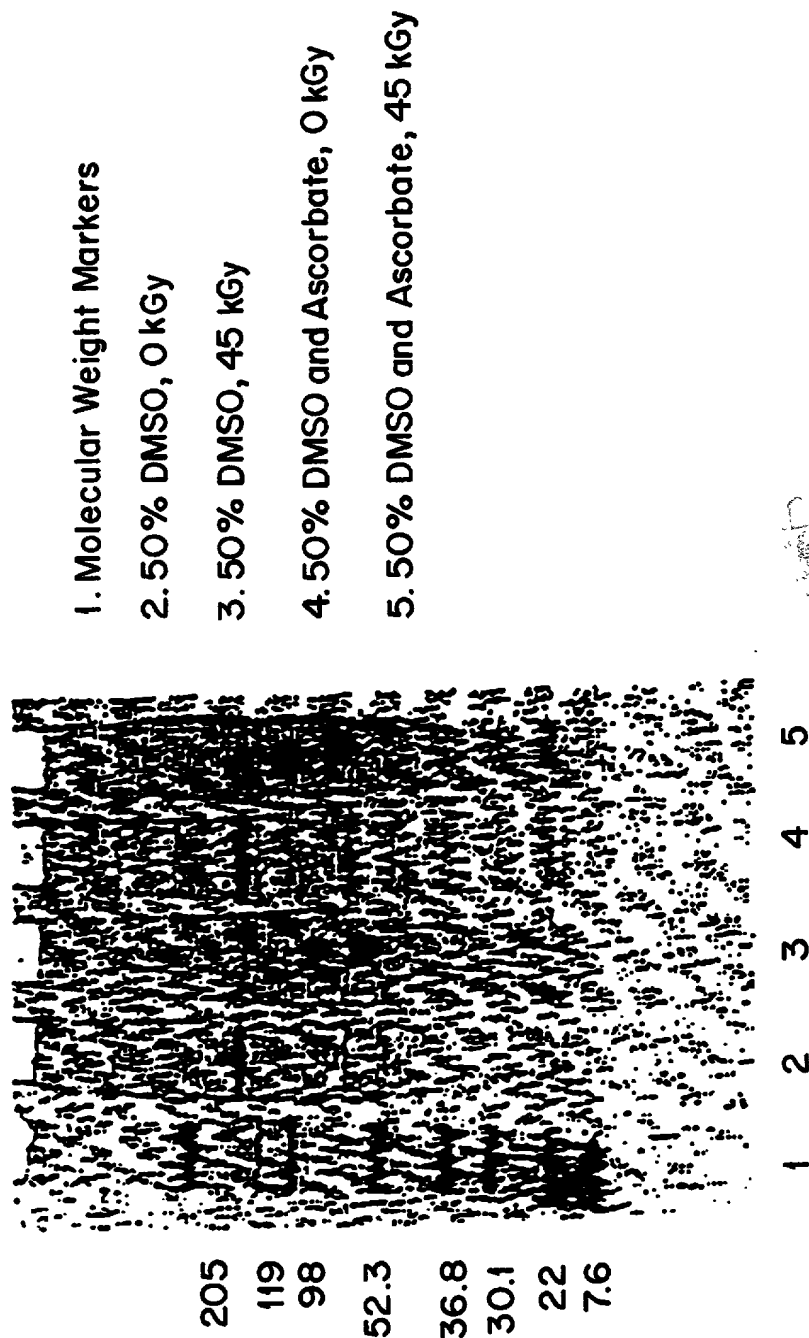 1. Molecular Weight Markers
2. 50% DMSO, 0 kGy
3. 50% DMSO, 45 kGy
4. 50% DMSO and Ascorbate, 0 kGy
5. 50% DMSO and Ascorbate, 45 kGy
205
119
98
52.3
36.8
30.1
22
7.6
1 2 3 4 5